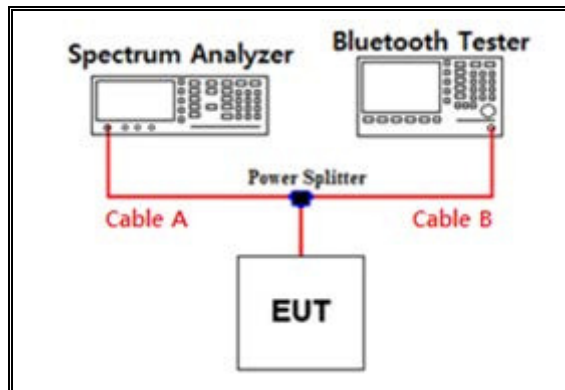 Spectrum Analyzer
Bluetooth Tester
Power Splitter
Cable A
Cable B
EUT